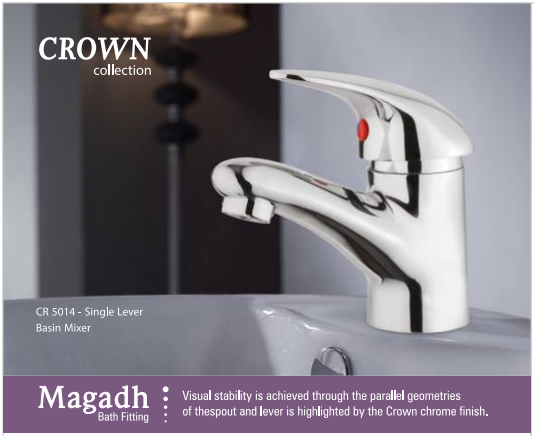 CROWN
collection
CR 5014 - Single Lever
Basin Mixer
Magadh
Bath Fitting
Visual stability is achieved through the parallel geometries
of thespout and lever is highlighted by the Crown chrome finish.